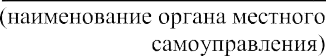 (наименование органа местного
самоуправления)